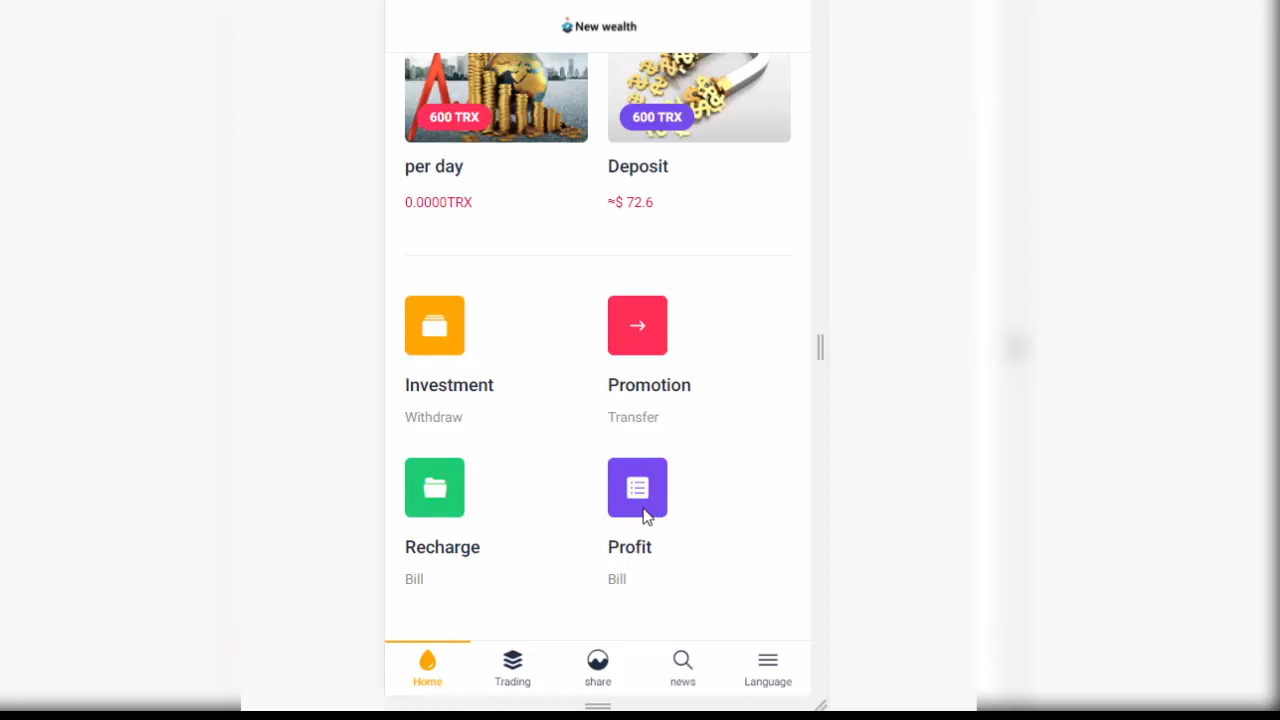 New wealth
600 TRX
600 TRX
per day
Deposit
0.0000TRX
≈$ 72.6
Investment
Promotion
Withdraw
Transfer
Recharge
Profit
Bill
Bill
Home
Trading
share
news
Language